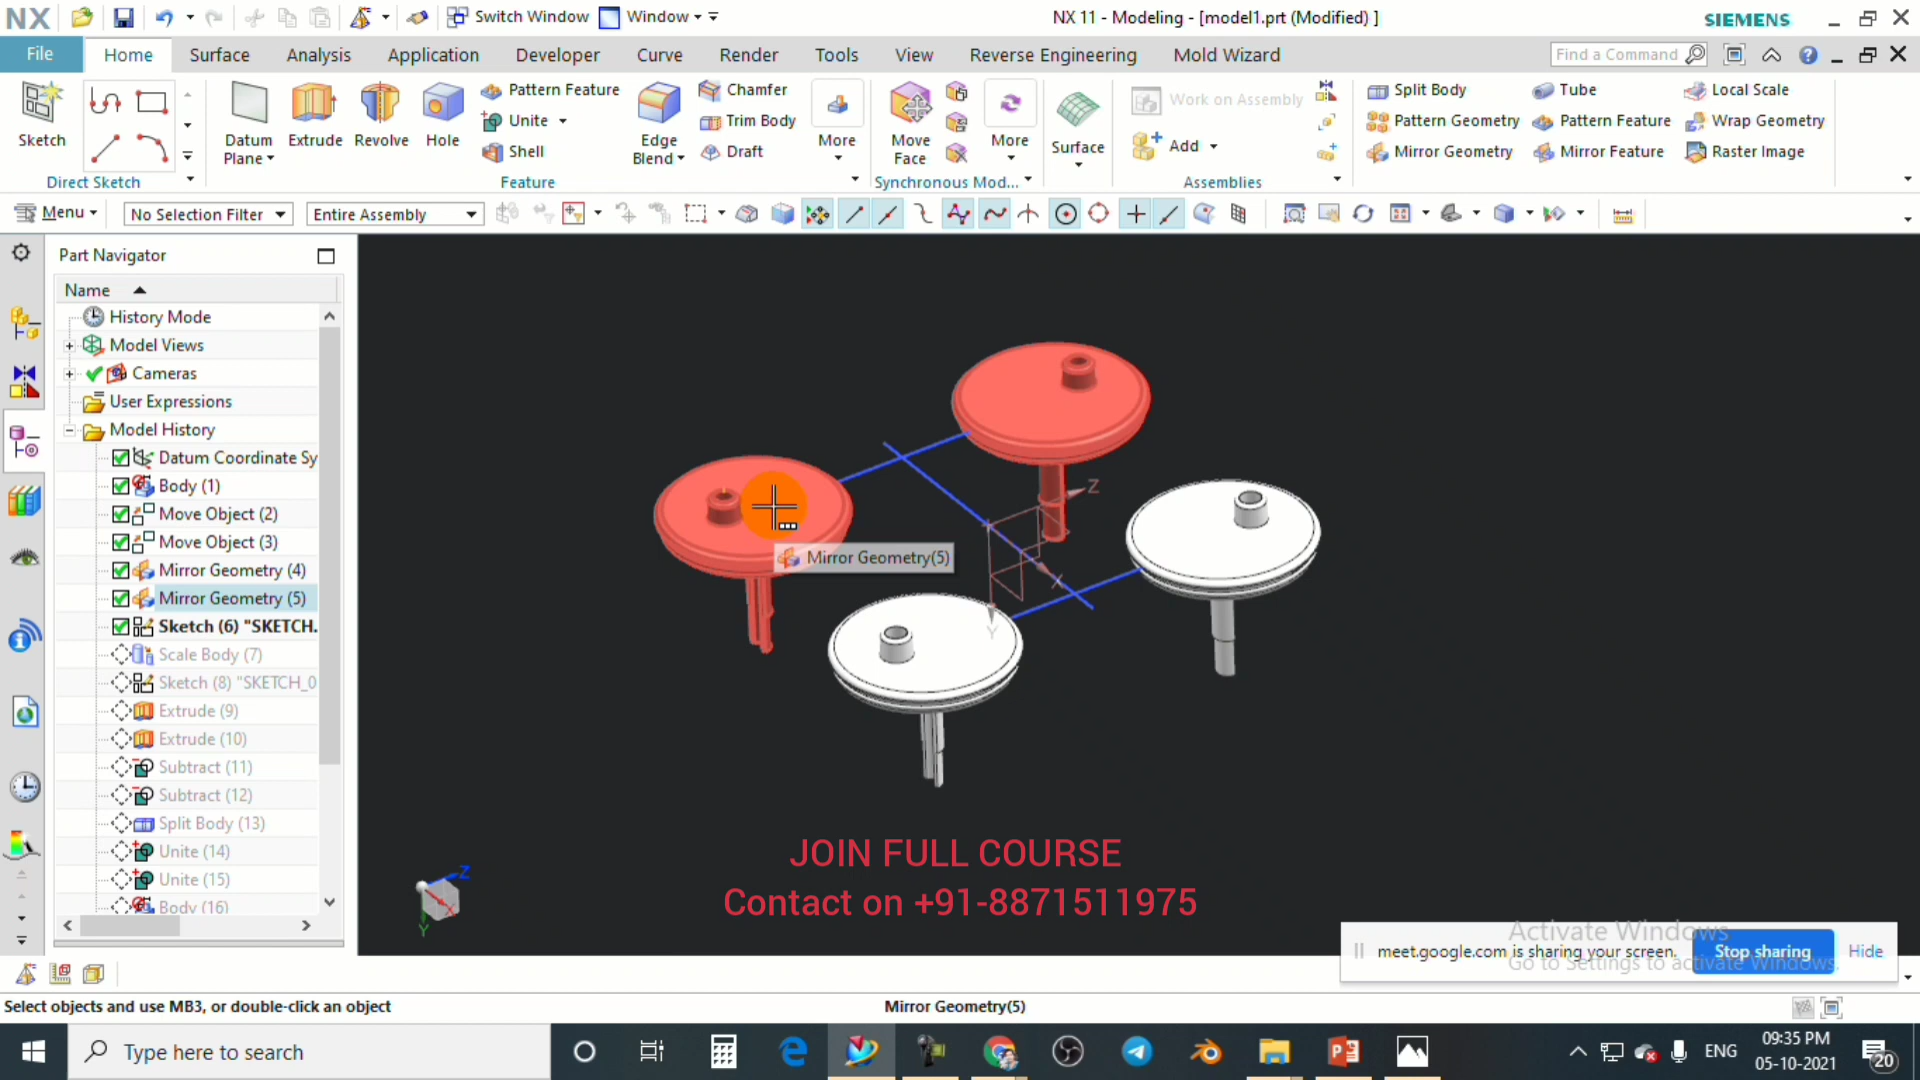 NX
Switch Window
Window
NX 11 - Modeling - [model1.prt (Modified) ]
SIEMENS
File
Home
Surface
Analysis
Application
Developer
Curve
Render
Tools
View
Reverse Engineering
Mold Wizard
Find a Command
Sketch
Direct Sketch
Datum
Plane
Extrude
Revolve
Hole
Pattern Feature
Unite
Shell
Edge
Blend
Chamfer
Trim Body
Draft
More
Feature
Move
Face
More
Synchronous Mod...
Surface
Work on Assembly
Add
Assemblies
Split Body
Pattern Geometry
Mirror Geometry
Tube
Pattern Feature
Mirror Feature
Local Scale
Wrap Geometry
Raster Image
Menu
No Selection Filter
Entire Assembly
Part Navigator
Name
History Mode
Model Views
Cameras
User Expressions
Model History
Datum Coordinate Sy
Body (1)
Move Object (2)
Move Object (3)
Mirror Geometry (4)
Mirror Geometry (5)
Sketch (6) "SKETCH.
Scale Body (7)
Sketch (8) "SKETCH_0
Extrude (9)
Extrude (10)
Subtract (11)
Subtract (12)
Split Body (13)
Unite (14)
Unite (15)
Body (16)
Z
X
Y
Mirror Geometry(5)
Z
X
Y
JOIN FULL COURSE
Contact on +91-8871511975
Activate Windows
Go to Settings to activate Windows.
meet.google.com is sharing your screen.
Stop sharing
Hide
Select objects and use MB3, or double-click an object
Mirror Geometry(5)
Type here to search
ENG
09:35 PM
05-10-2021
20